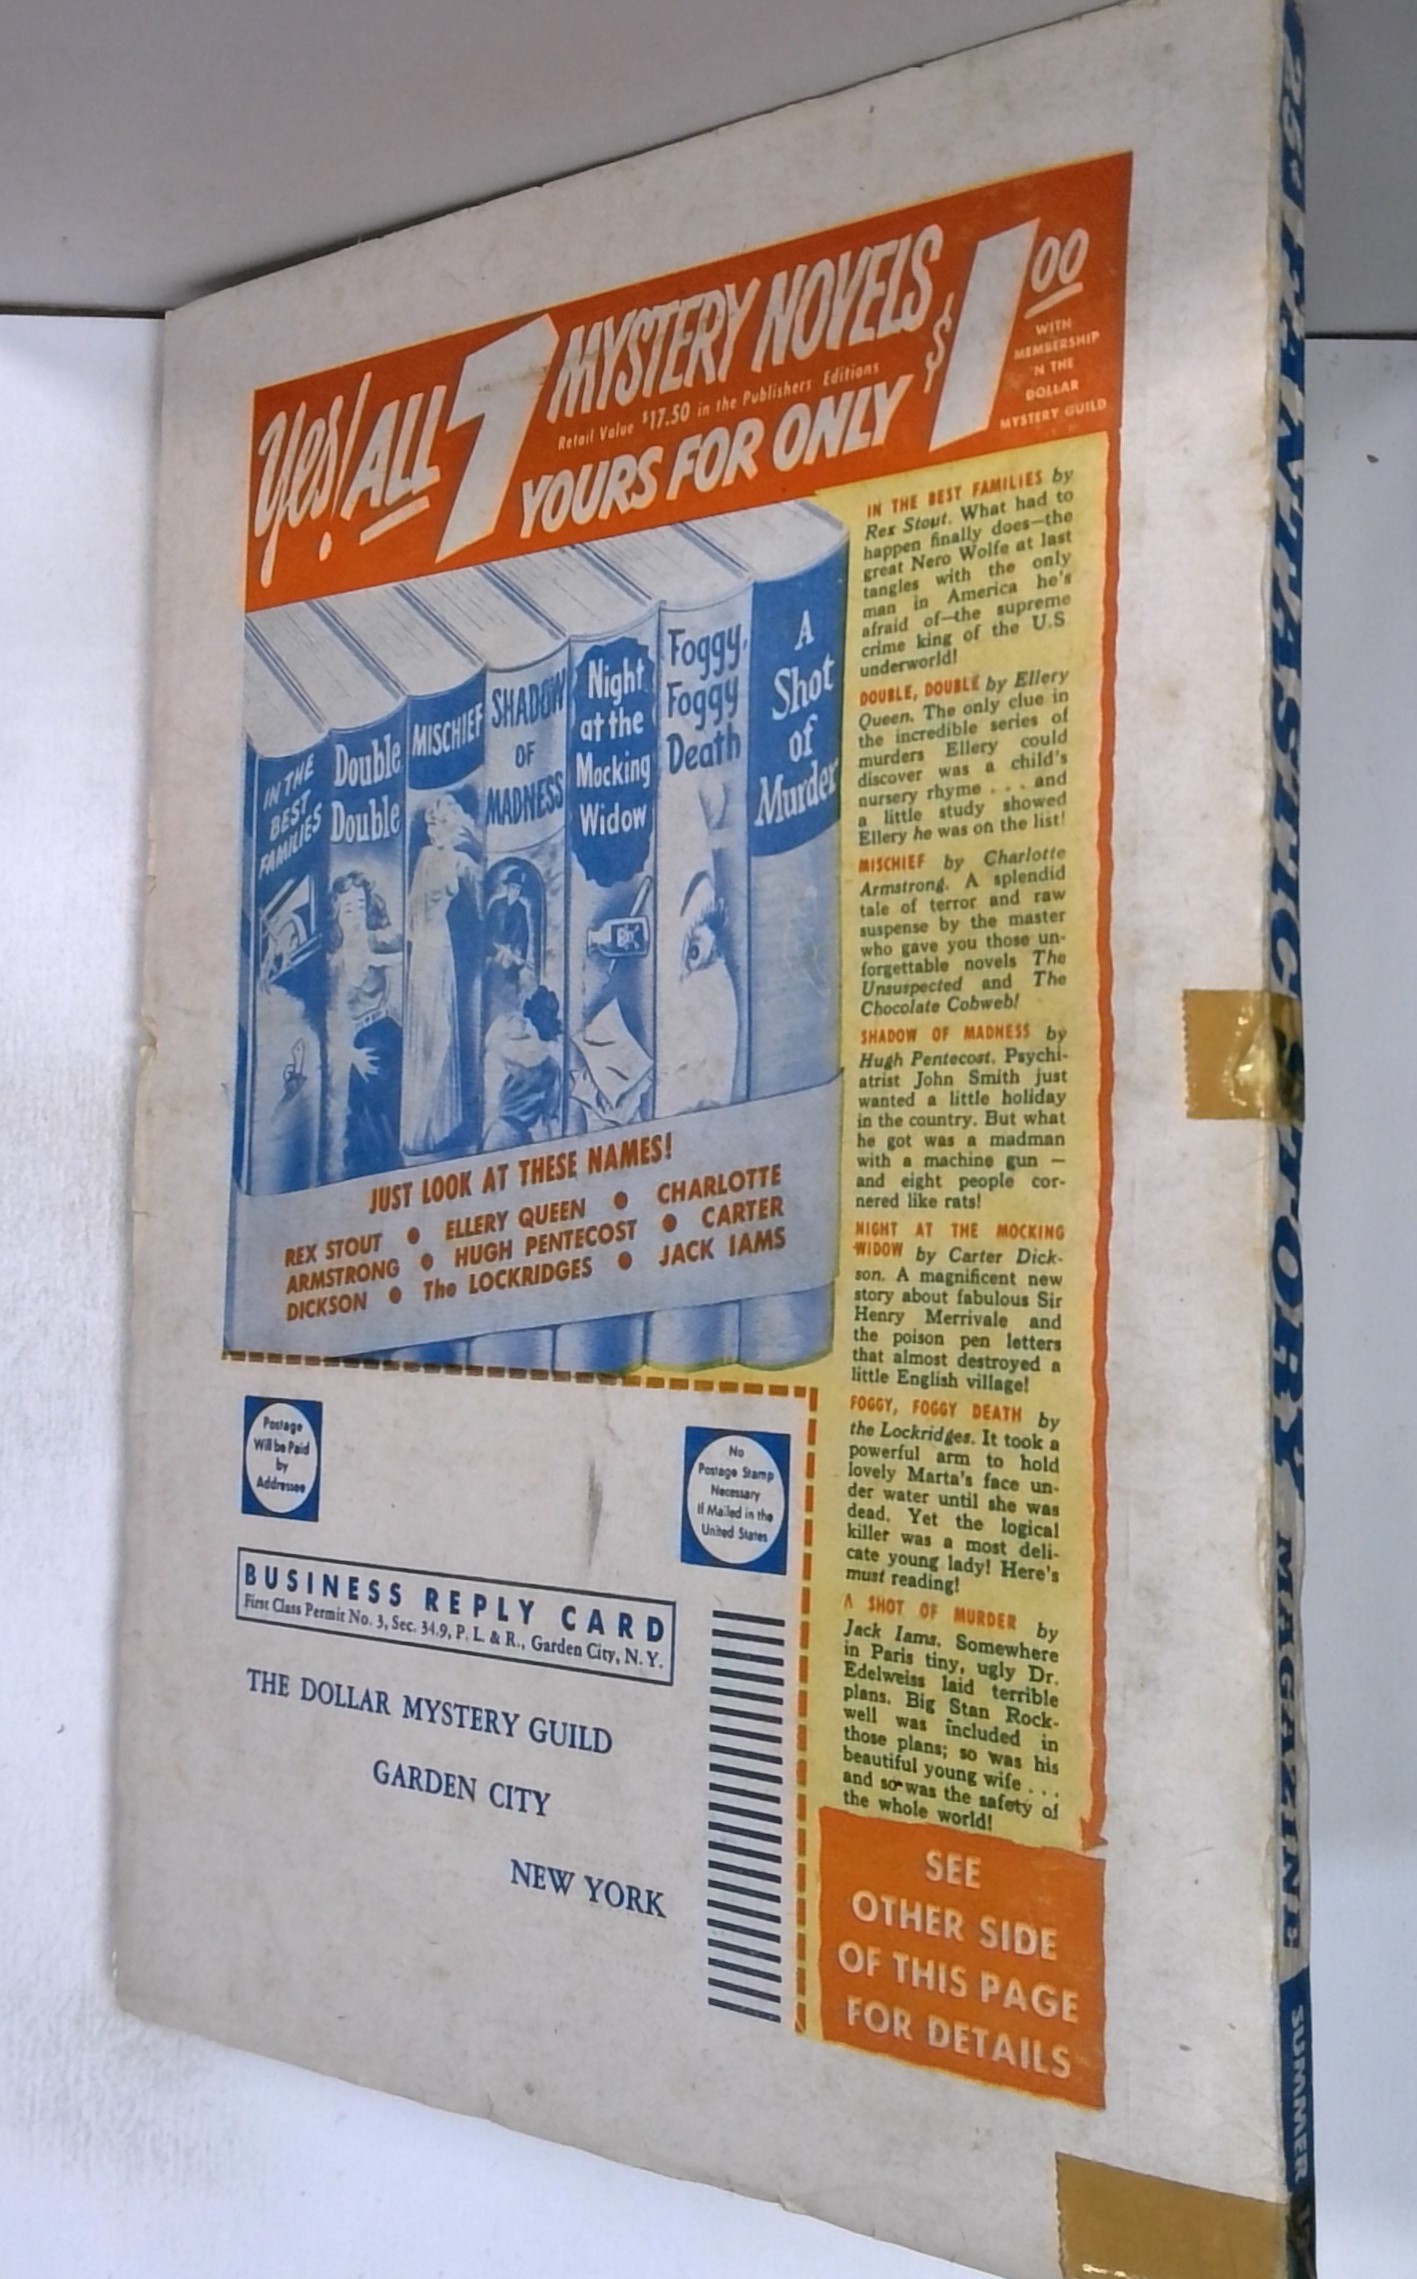 Yes! ALL 7 MYSTERY NOVELS
Retail Value $17.50 in the Publishers Editions
YOURS FOR ONLY $1.00
WITH
MEMBERSHIP
'N THE
DOLLAR
MYSTERY GUILD
IN THE
BEST
FAMILIES
Double
Double
MISCHIEF
SHADOW
OF
MADNESS
Night
at the
Mocking
Widow
Foggy,
Foggy
Death
A
Shot
of
Murder
JUST LOOK AT THESE NAMES!
REX STOUT • ELLERY QUEEN • CHARLOTTE
ARMSTRONG • HUGH PENTECOST • CARTER
DICKSON • The LOCKRIDGES • JACK IAMS
IN THE BEST FAMILIES by
Rex Stout. What had to
happen finally does—the
great Nero Wolfe at last
tangles with the only
man in America he's
afraid of—the supreme
crime king of the U.S
underworld!
DOUBLE, DOUBLE by Ellery
Queen. The only clue in
the incredible series of
murders Ellery could
discover was a child's
nursery rhyme . . . and
a little study showed
Ellery he was on the list!
MISCHIEF by Charlotte
Armstrong. A splendid
tale of terror and raw
suspense by the master
who gave you those un-
forgettable novels The
Unsuspected and The
Chocolate Cobweb!
SHADOW OF MADNESS by
Hugh Pentecost. Psychi-
atrist John Smith just
wanted a little holiday
in the country. But what
he got was a madman
with a machine gun —
and eight people cor-
nered like rats!
NIGHT AT THE MOCKING
WIDOW by Carter Dick-
son. A magnificent new
story about fabulous Sir
Henry Merrivale and
the poison pen letters
that almost destroyed a
little English village!
FOGGY, FOGGY DEATH by
the Lockridges. It took a
powerful arm to hold
lovely Marta's face un-
der water until she was
dead. Yet the logical
killer was a most deli-
cate young lady! Here's
must reading!
A SHOT OF MURDER by
Jack Iams. Somewhere
in Paris tiny, ugly Dr.
Edelweiss laid terrible
plans. Big Stan Rock-
well was included in
those plans; so was his
beautiful young wife . . .
and so was the safety of
the whole world!
SEE
OTHER SIDE
OF THIS PAGE
FOR DETAILS
Postage
Will be Paid
by
Addressee
No
Postage Stamp
Necessary
If Mailed in the
United States
BUSINESS REPLY CARD
First Class Permit No. 3, Sec. 34.9, P. L. & R., Garden City, N. Y.
THE DOLLAR MYSTERY GUILD
GARDEN CITY
NEW YORK
25¢ FANTASTIC STORY MAGAZINE SUMMER